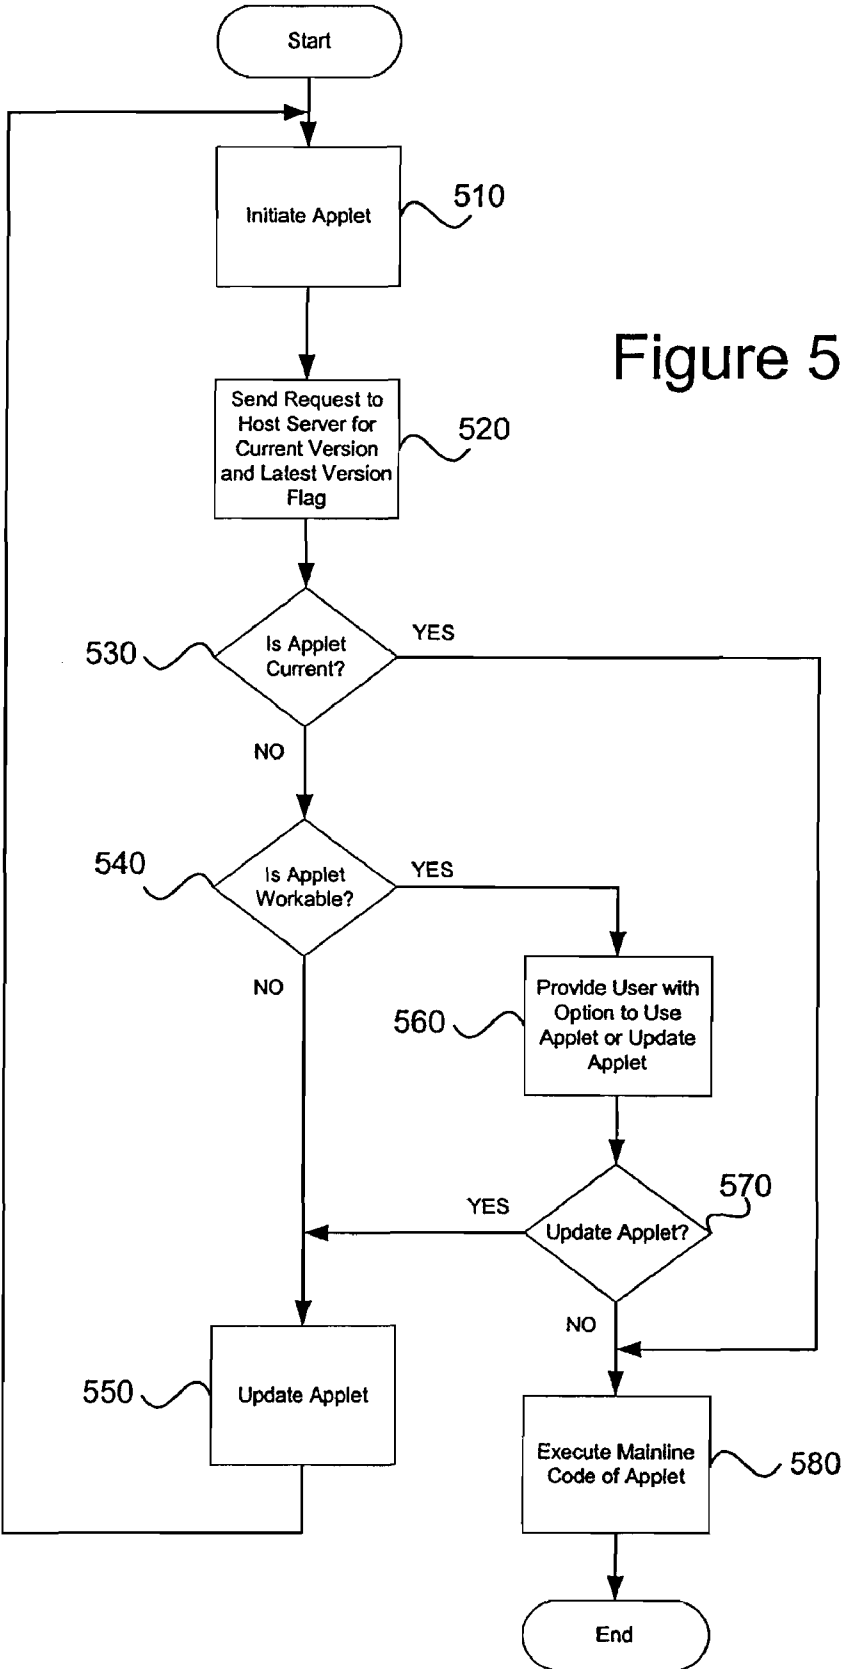 Start
Initiate Applet
510
Figure 5
Send Request to
Host Server for
Current Version
and Latest Version
Flag
520
530
Is Applet
Current?
YES
NO
540
Is Applet
Workable?
YES
NO
560
Provide User with
Option to Use
Applet or Update
Applet
570
YES
Update Applet?
NO
550
Update Applet
Execute Mainline
Code of Applet
580
End